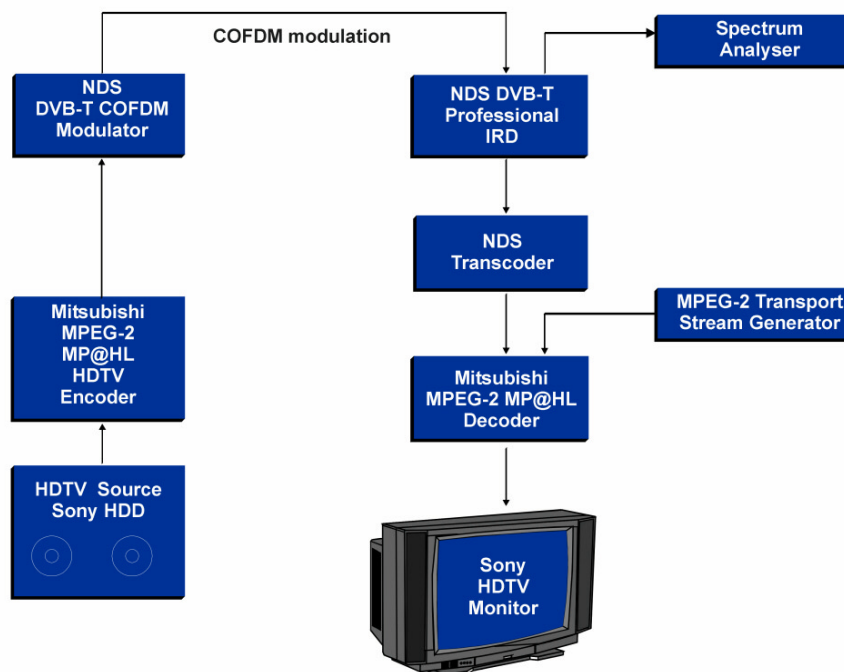 COFDM modulation
Spectrum
Analyser
NDS
DVB-T COFDM
Modulator
NDS DVB-T
Professional
IRD
NDS
Transcoder
Mitsubishi
MPEG-2
MP@HL
HDTV
Encoder
MPEG-2 Transport
Stream Generator
Mitsubishi
MPEG-2 MP@HL
Decoder
HDTV Source
Sony HDD
Sony
HDTV
Monitor